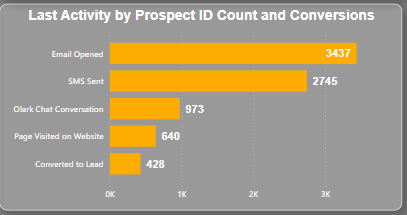 Last Activity by Prospect ID Count and Conversions
Email Opened 3437
SMS Sent 2745
Olark Chat Conversation 973
Page Visited on Website 640
Converted to Lead 428
0K 1K 2K 3K